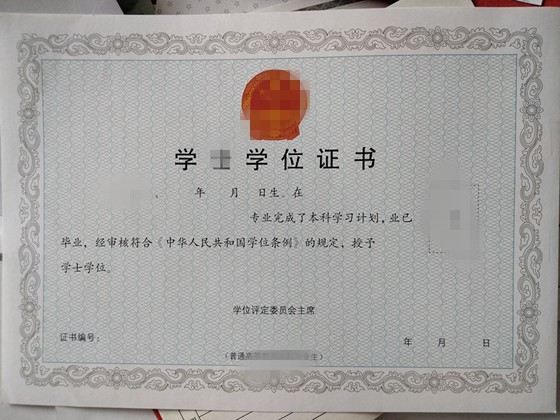 学士学位证书
年 月 日生。在
专业完成了本科学习计划，业已
毕业，经审核符合《中华人民共和国学位条例》的规定，授予
学士学位。
学位评定委员会主席
证书编号：
年 月 日
（普通高 生）